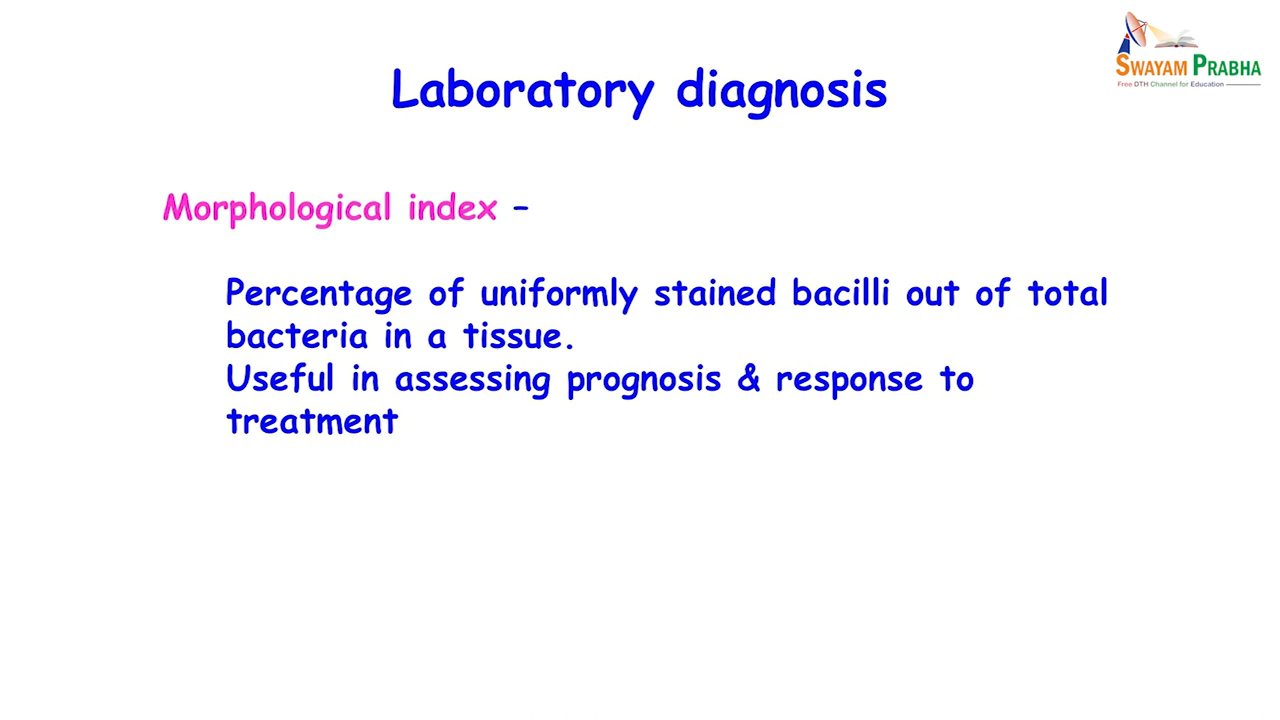 SWAYAM PRABHA
Free DTH Channel for Education
Laboratory diagnosis
Morphological index –
Percentage of uniformly stained bacilli out of total
bacteria in a tissue.
Useful in assessing prognosis & response to
treatment